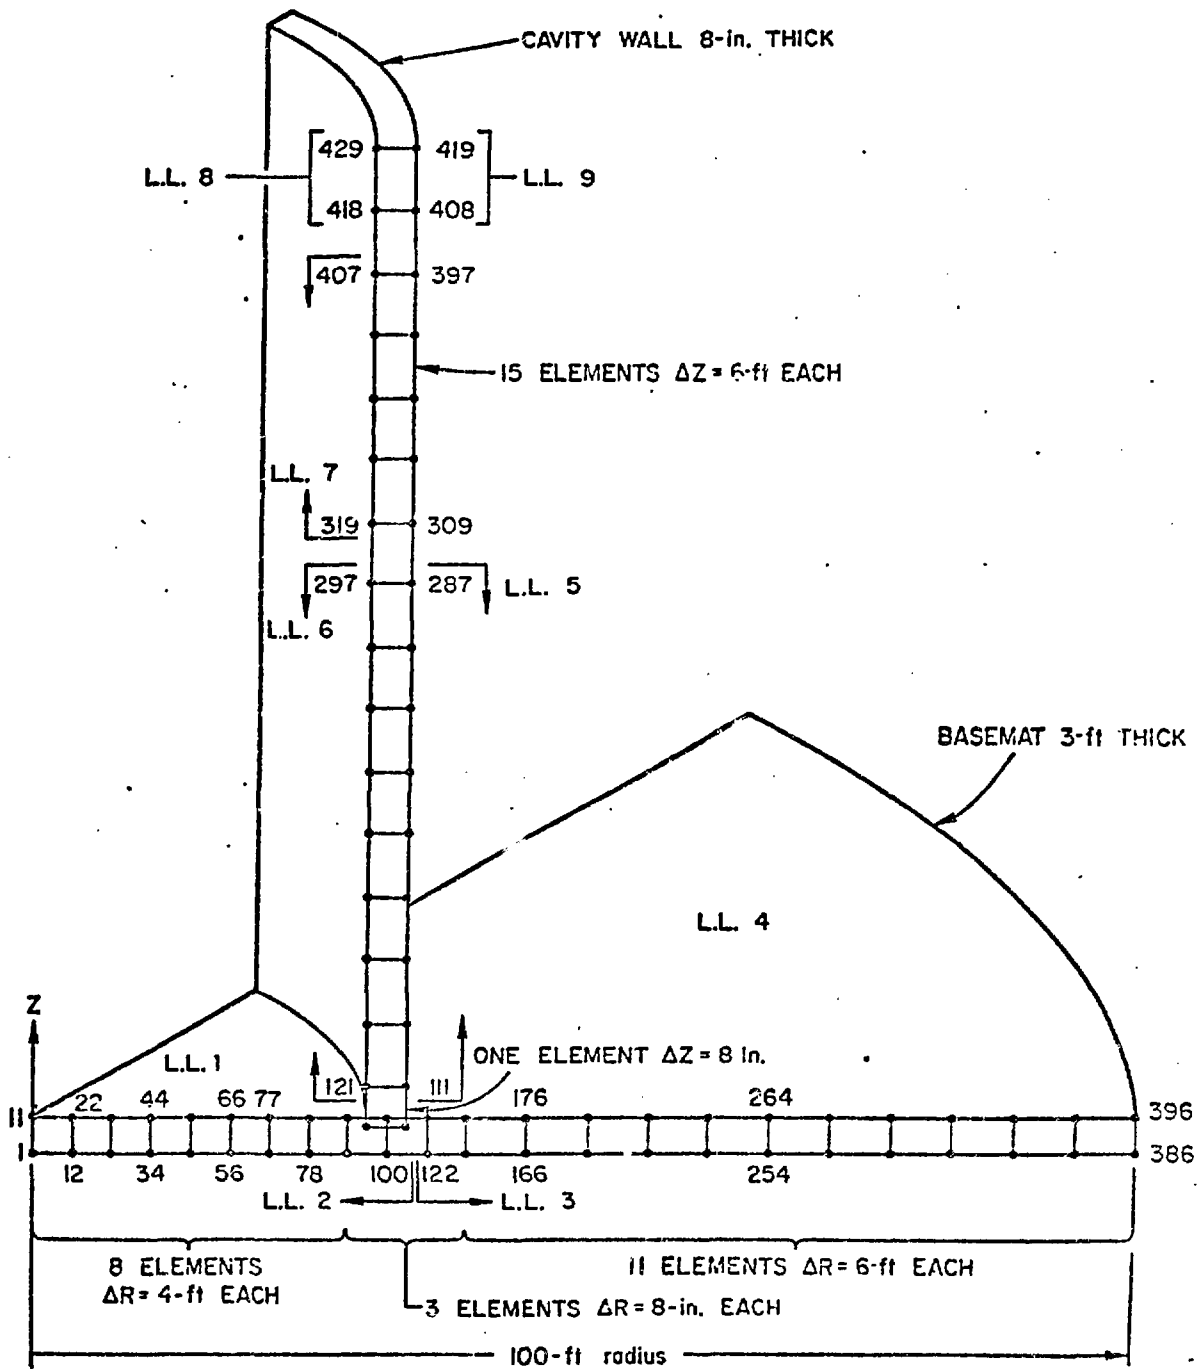 CAVITY WALL 8-in. THICK
429 419
L.L. 8 L.L. 9
418 408
407 397
15 ELEMENTS ΔZ = 6-ft EACH
L.L. 7
319 309
297 287 L.L. 5
L.L. 6
BASEMAT 3-ft THICK
L.L. 4
Z
ONE ELEMENT ΔZ = 8 in.
L.L. 1
121 111
22 44 66 77 176 264
11 396
1 386
12 34 56 78 100 122 166 254
L.L. 2 L.L. 3
8 ELEMENTS
ΔR = 4-ft EACH
11 ELEMENTS ΔR = 6-ft EACH
3 ELEMENTS ΔR = 8-in. EACH
100-ft radius